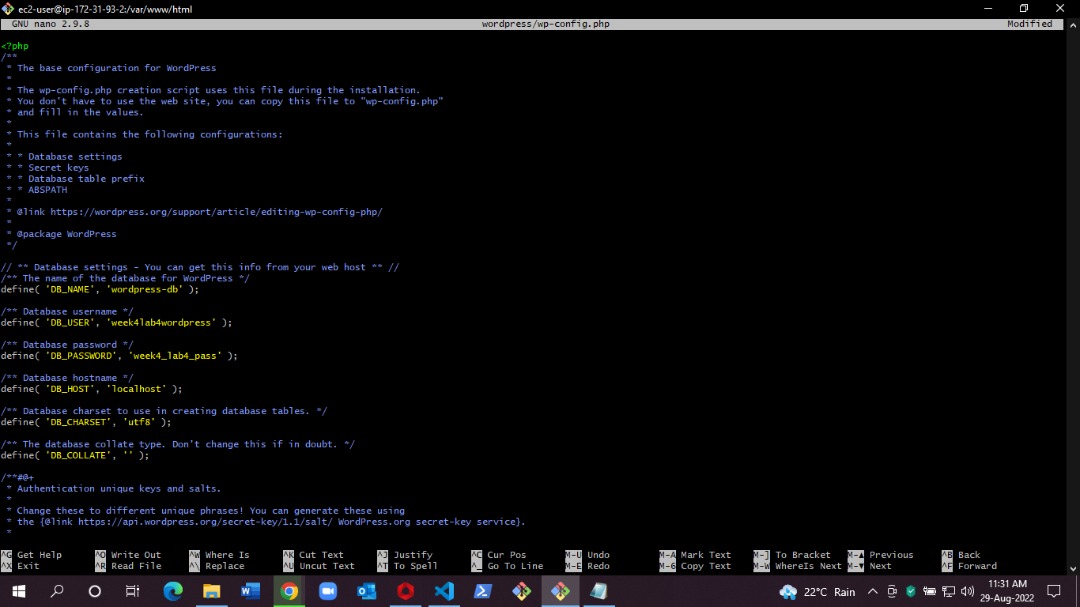 ec2-user@ip-172-31-93-2:/var/www/html
GNU nano 2.9.8 wordpress/wp-config.php Modified
<?php
/**
 * The base configuration for WordPress
 *
 * The wp-config.php creation script uses this file during the installation.
 * You don't have to use the web site, you can copy this file to "wp-config.php"
 * and fill in the values.
 *
 * This file contains the following configurations:
 *
 * * Database settings
 * * Secret keys
 * * Database table prefix
 * * ABSPATH
 *
 * @link https://wordpress.org/support/article/editing-wp-config-php/
 *
 * @package WordPress
 */
// ** Database settings - You can get this info from your web host ** //
/** The name of the database for WordPress */
define( 'DB_NAME', 'wordpress-db' );
/** Database username */
define( 'DB_USER', 'week4lab4wordpress' );
/** Database password */
define( 'DB_PASSWORD', 'week4_lab4_pass' );
/** Database hostname */
define( 'DB_HOST', 'localhost' );
/** Database charset to use in creating database tables. */
define( 'DB_CHARSET', 'utf8' );
/** The database collate type. Don't change this if in doubt. */
define( 'DB_COLLATE', '' );
/**#@+
 * Authentication unique keys and salts.
 *
 * Change these to different unique phrases! You can generate these using
 * the {@link https://api.wordpress.org/secret-key/1.1/salt/ WordPress.org secret-key service}.
 *
^G Get Help ^O Write Out ^W Where Is ^K Cut Text ^J Justify ^C Cur Pos M-U Undo M-A Mark Text M-] To Bracket M-▲ Previous ^B Back
^X Exit ^R Read File ^\ Replace ^U Uncut Text ^T To Spell ^_ Go To Line M-E Redo M-6 Copy Text M-W WhereIs Next M-▼ Next ^F Forward
22°C Rain
11:31 AM
29-Aug-2022